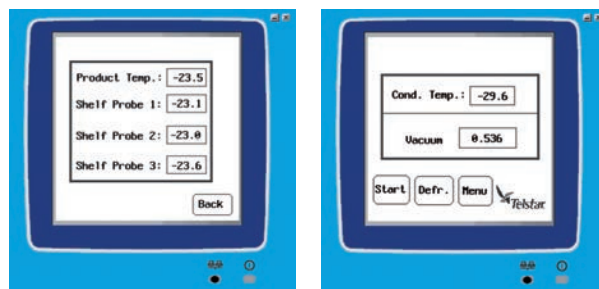 Product Temp.: -23.5
Shelf Probe 1: -23.1
Shelf Probe 2: -23.0
Shelf Probe 3: -23.6
Back
Cond. Temp.: -29.6
Vacuum 0.536
Start Defr. Menu Telstar